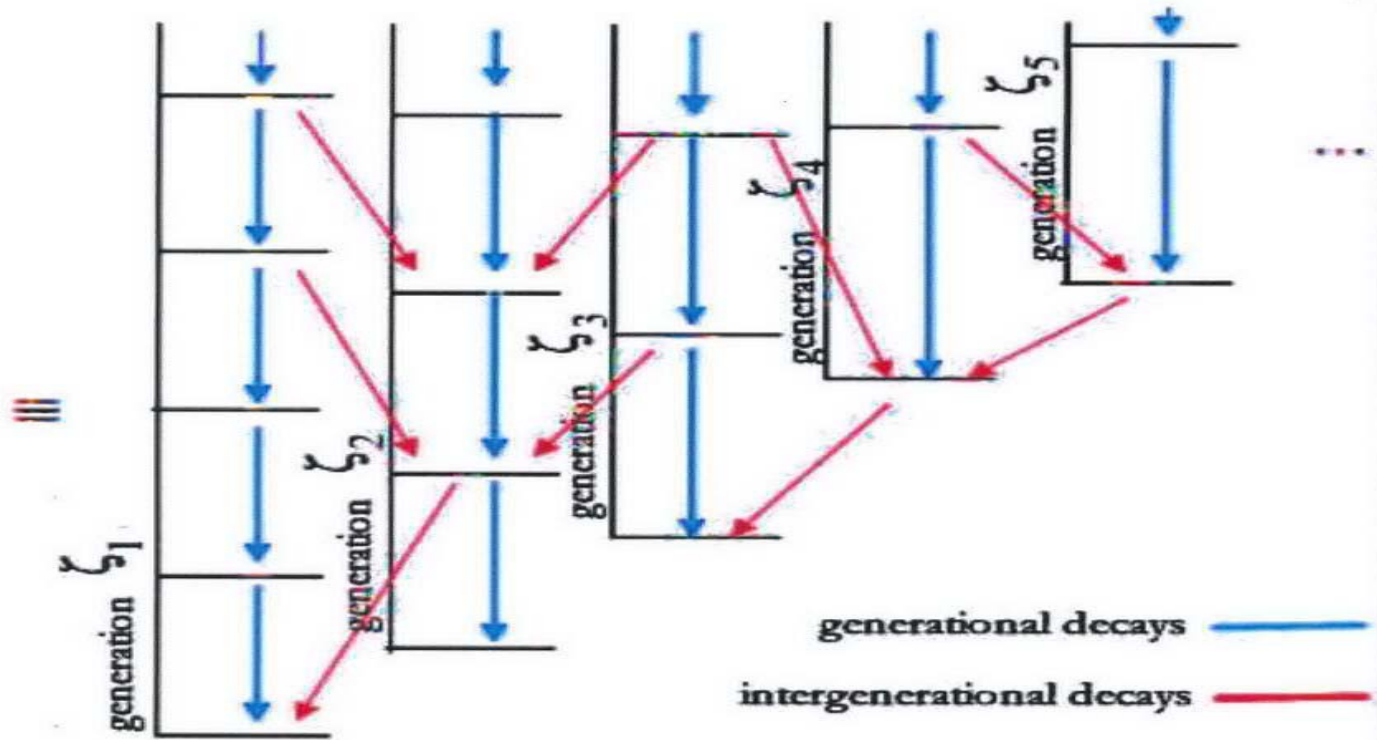 ≡
generation ζ1
generation ζ2
generation ζ3
generation ζ4
generation ζ5
...
generational decays
intergenerational decays